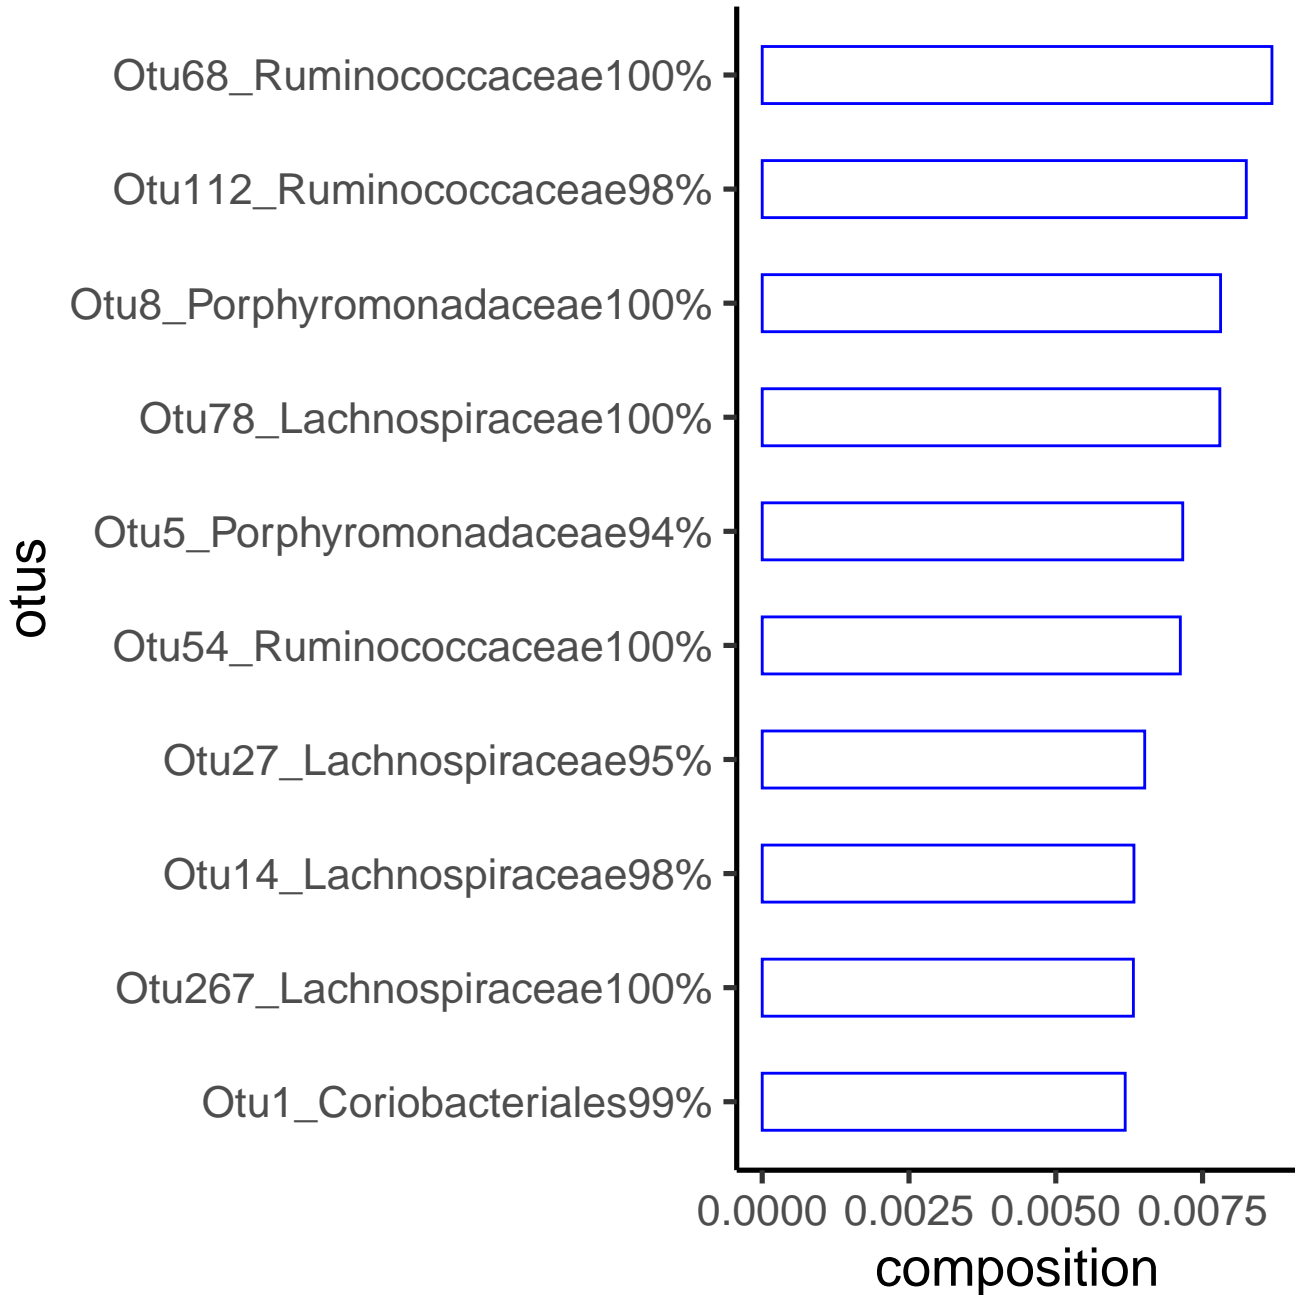 Otu68_Ruminococcaceae100%
Otu112_Ruminococcaceae98%
Otu8_Porphyromonadaceae100%
Otu78_Lachnospiraceae100%
Otu5_Porphyromonadaceae94%
Otu54_Ruminococcaceae100%
Otu27_Lachnospiraceae95%
Otu14_Lachnospiraceae98%
Otu267_Lachnospiraceae100%
Otu1_Coriobacteriales99%
otus
0.0000 0.0025 0.0050 0.0075
composition